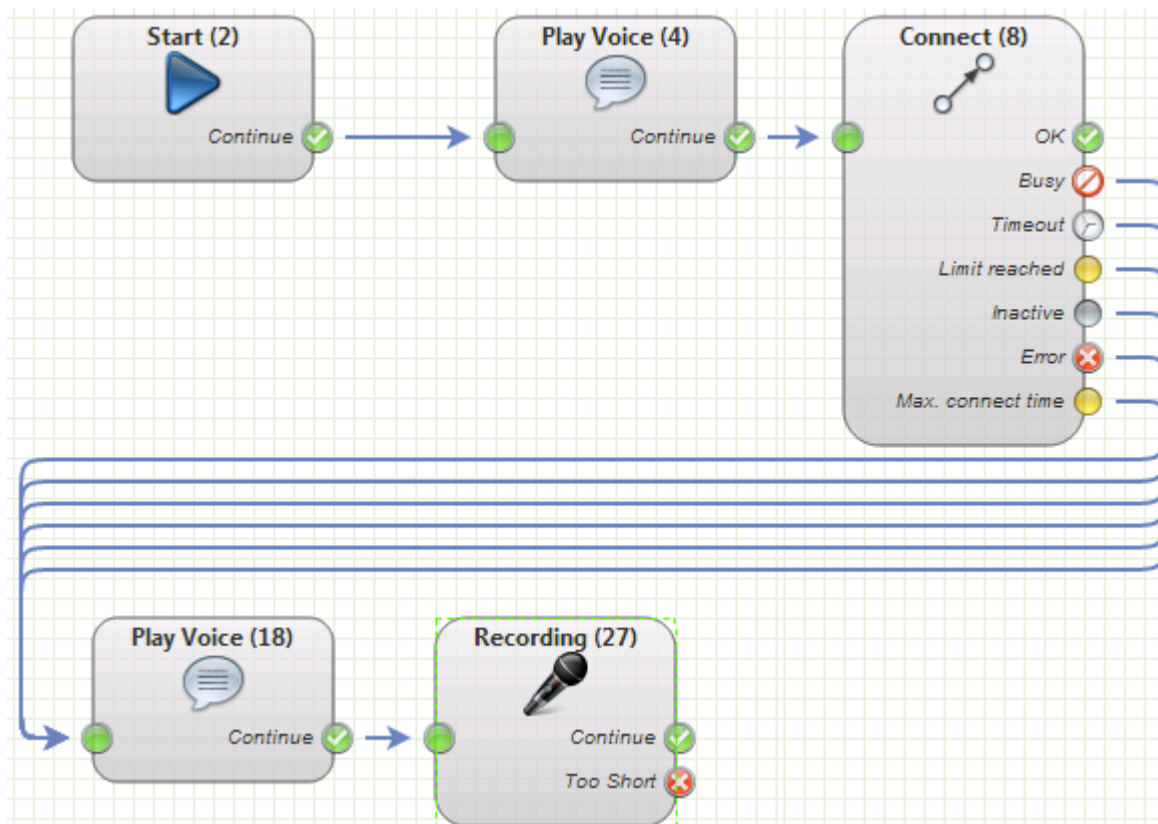 Start (2)
Continue
Play Voice (4)
Continue
Connect (8)
OK
Busy
Timeout
Limit reached
Inactive
Error
Max. connect time
Play Voice (18)
Continue
Recording (27)
Continue
Too Short